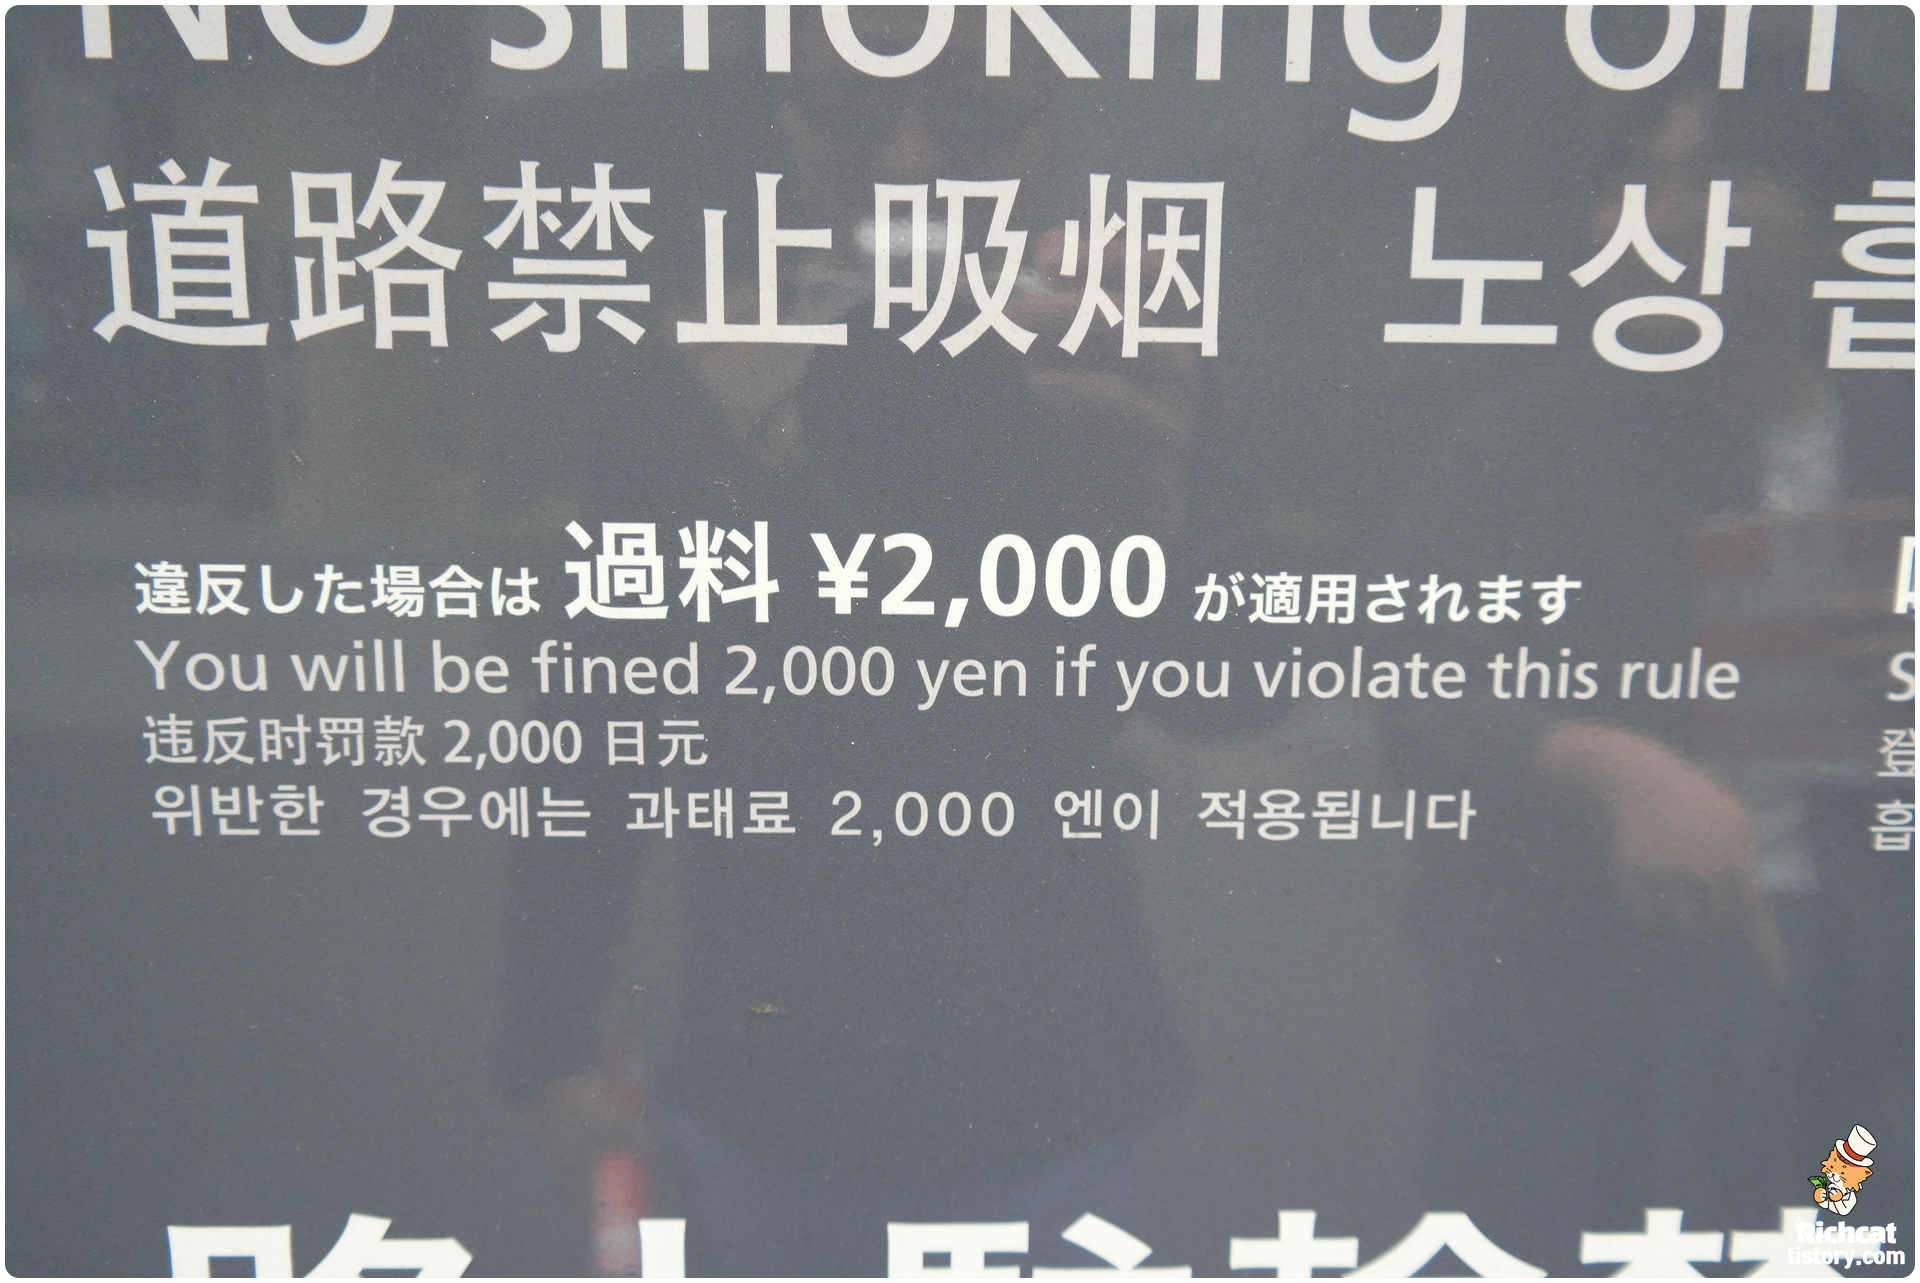 No smoking on
道路禁止吸烟 노상
違反した場合は 過料 ¥2,000 が適用されます
You will be fined 2,000 yen if you violate this rule
违反时罚款 2,000 日元
위반한 경우에는 과태료 2,000 엔이 적용됩니다
Richcat
tistory.com